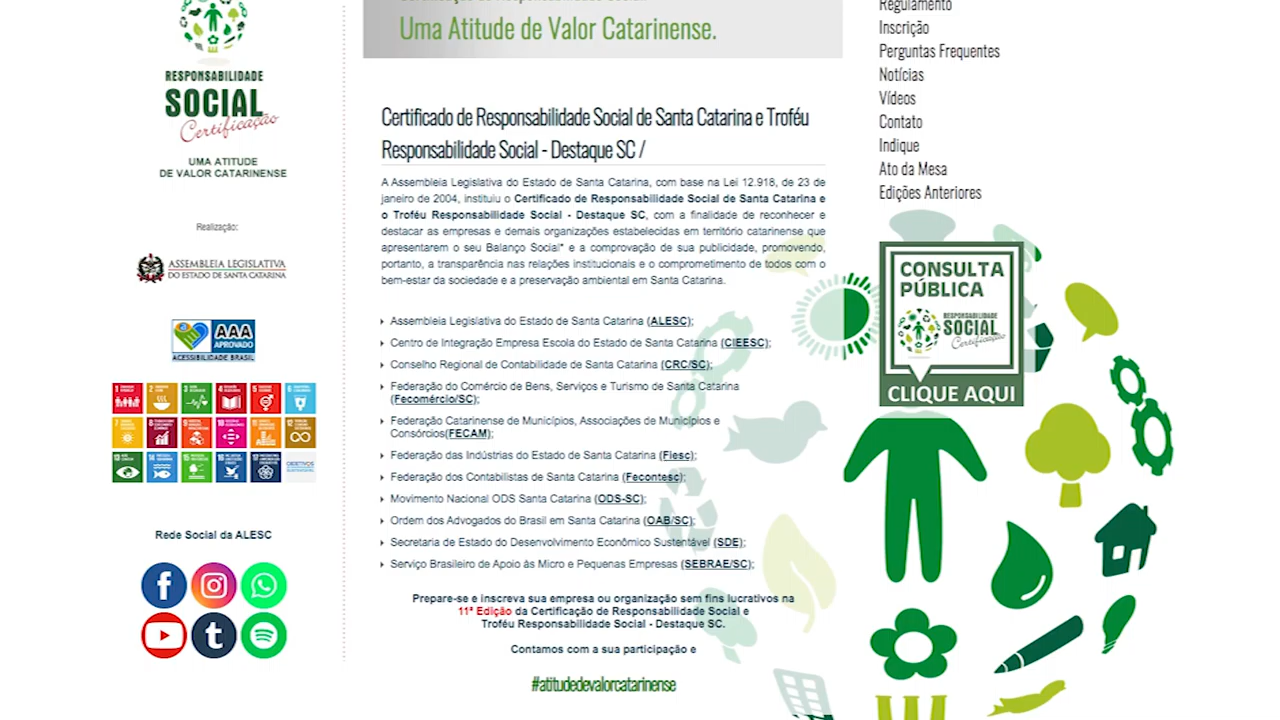 RESPONSABILIDADE
SOCIAL
Certificação
UMA ATITUDE
DE VALOR CATARINENSE
Realização:
ASSEMBLEIA LEGISLATIVA
DO ESTADO DE SANTA CATARINA
AAA
APROVADO
ACESSIBILIDADE BRASIL
Rede Social da ALESC
Uma Atitude de Valor Catarinense.
Certificado de Responsabilidade Social de Santa Catarina e Troféu
Responsabilidade Social - Destaque SC /
A Assembleia Legislativa do Estado de Santa Catarina, com base na Lei 12.918, de 23 de
janeiro de 2004, instituiu o Certificado de Responsabilidade Social de Santa Catarina e
o Troféu Responsabilidade Social - Destaque SC, com a finalidade de reconhecer e
destacar as empresas e demais organizações estabelecidas em território catarinense que
apresentarem o seu Balanço Social* e a comprovação de sua publicidade, promovendo,
portanto, a transparência nas relações institucionais e o comprometimento de todos com o
bem-estar da sociedade e a preservação ambiental em Santa Catarina.
Assembleia Legislativa do Estado de Santa Catarina (ALESC);
Centro de Integração Empresa Escola do Estado de Santa Catarina (CIEESC);
Conselho Regional de Contabilidade de Santa Catarina (CRC/SC);
Federação do Comércio de Bens, Serviços e Turismo de Santa Catarina
(Fecomércio/SC);
Federação Catarinense de Municípios, Associações de Municípios e
Consórcios(FECAM);
Federação das Indústrias do Estado de Santa Catarina (Fiesc);
Federação dos Contabilistas de Santa Catarina (Fecontesc);
Movimento Nacional ODS Santa Catarina (ODS-SC);
Ordem dos Advogados do Brasil em Santa Catarina (OAB/SC);
Secretaria de Estado do Desenvolvimento Econômico Sustentável (SDE);
Serviço Brasileiro de Apoio às Micro e Pequenas Empresas (SEBRAE/SC);
Prepare-se e inscreva sua empresa ou organização sem fins lucrativos na
11ª Edição da Certificação de Responsabilidade Social e
Troféu Responsabilidade Social - Destaque SC.
Contamos com a sua participação e
#atitudedevalorcatarinense
Regulamento
Inscrição
Perguntas Frequentes
Notícias
Vídeos
Contato
Indique
Ato da Mesa
Edições Anteriores
CONSULTA
PÚBLICA
RESPONSABILIDADE
SOCIAL
Certificação
CLIQUE AQUI